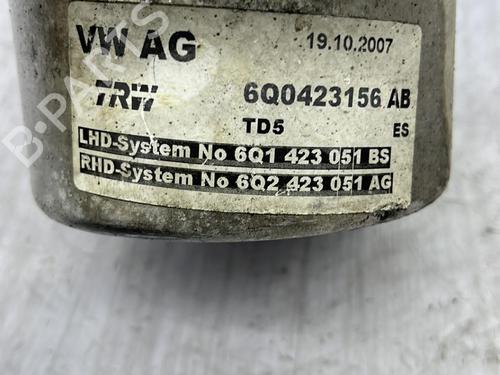 VW AG 19.10.2007
TRW 6Q0423156 AB
TD5 ES
LHD-System No 6Q1 423 051 BS
RHD-System No 6Q2 423 051 AG
B-PARTS